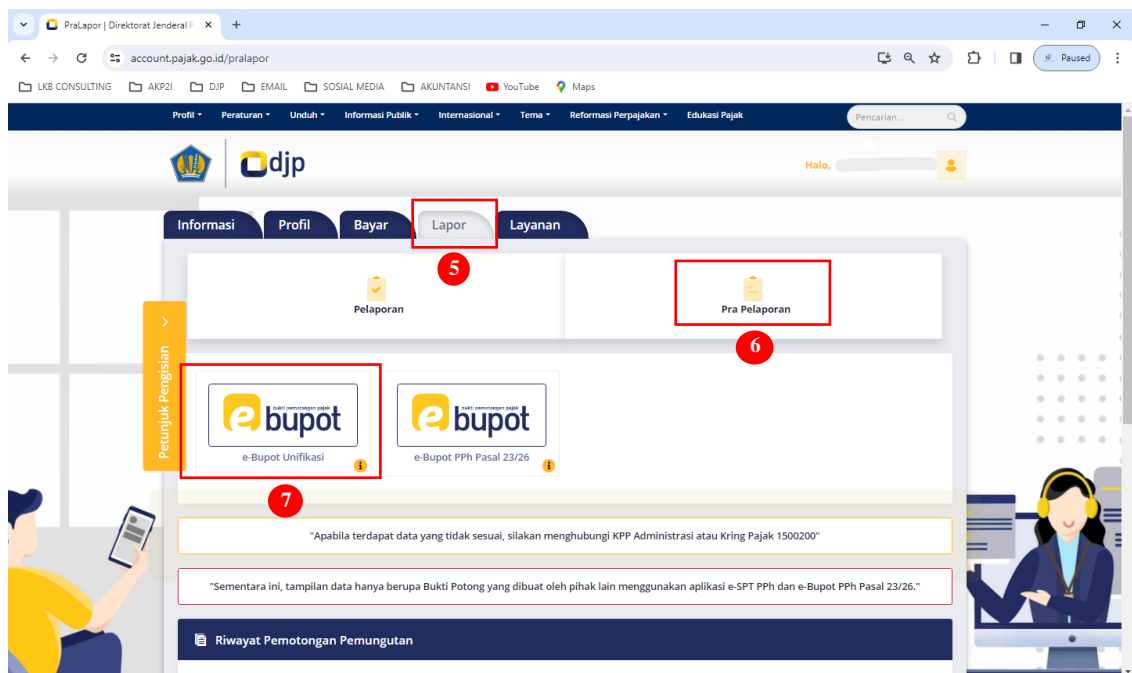 PraLapor | Direktorat Jenderal P
account.pajak.go.id/pralapor
Paused
LKB CONSULTING AKP2I DJP EMAIL SOSIAL MEDIA AKUNTANSI YouTube Maps
Profil Peraturan Unduh Informasi Publik Internasional Tema Reformasi Perpajakan Edukasi Pajak Pencarian...
djp
Halo,
Informasi Profil Bayar Lapor Layanan
5
Pelaporan Pra Pelaporan
6
Petunjuk Pengisian
bukti pemotongan pajak bukti pemotongan pajak
e bupot e bupot
e-Bupot Unifikasi e-Bupot PPh Pasal 23/26
7
"Apabila terdapat data yang tidak sesuai, silakan menghubungi KPP Administrasi atau Kring Pajak 1500200"
"Sementara ini, tampilan data hanya berupa Bukti Potong yang dibuat oleh pihak lain menggunakan aplikasi e-SPT PPh dan e-Bupot PPh Pasal 23/26."
Riwayat Pemotongan Pemungutan